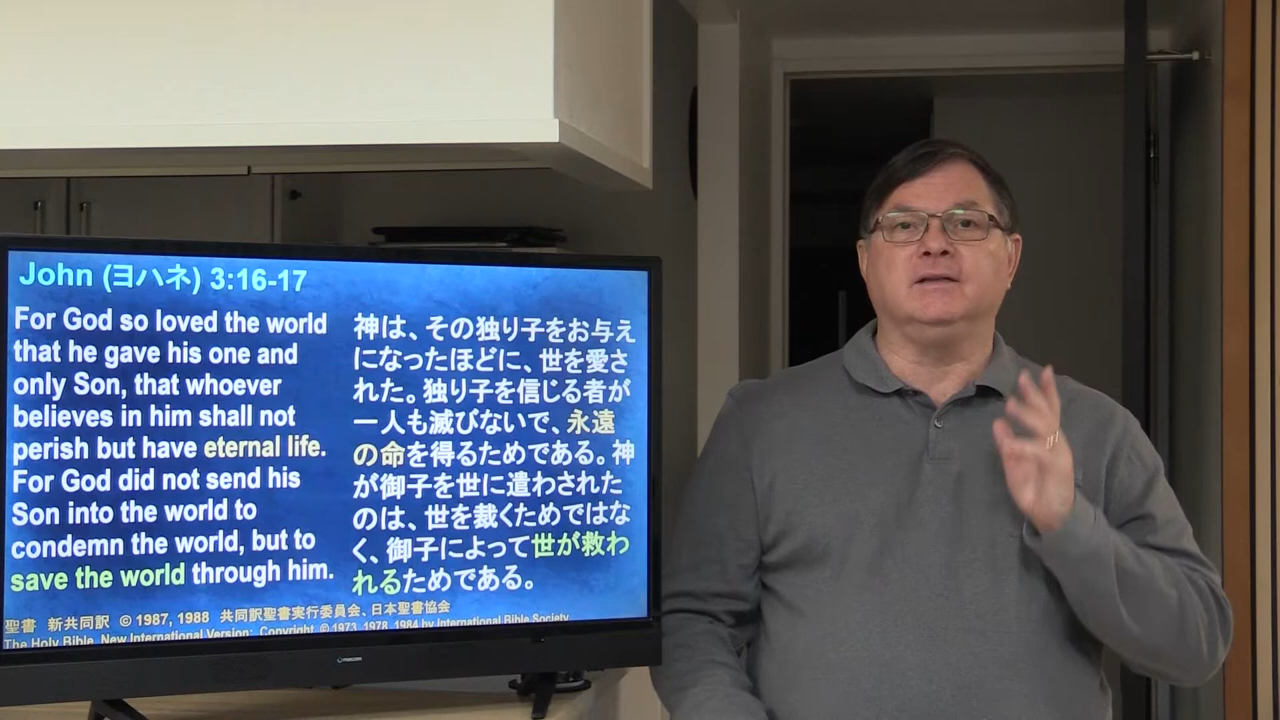 John (ヨハネ) 3:16-17
For God so loved the world
that he gave his one and
only Son, that whoever
believes in him shall not
perish but have eternal life.
For God did not send his
Son into the world to
condemn the world, but to
save the world through him.
神は、その独り子をお与え
になったほどに、世を愛さ
れた。独り子を信じる者が
一人も滅びないで、永遠
の命を得るためである。神
が御子を世に遣わされた
のは、世を裁くためではな
く、御子によって世が救わ
れるためである。
聖書 新共同訳 © 1987, 1988 共同訳聖書実行委員会、日本聖書協会
The Holy Bible, New International Version; Copyright © 1973, 1978, 1984 by International Bible Society